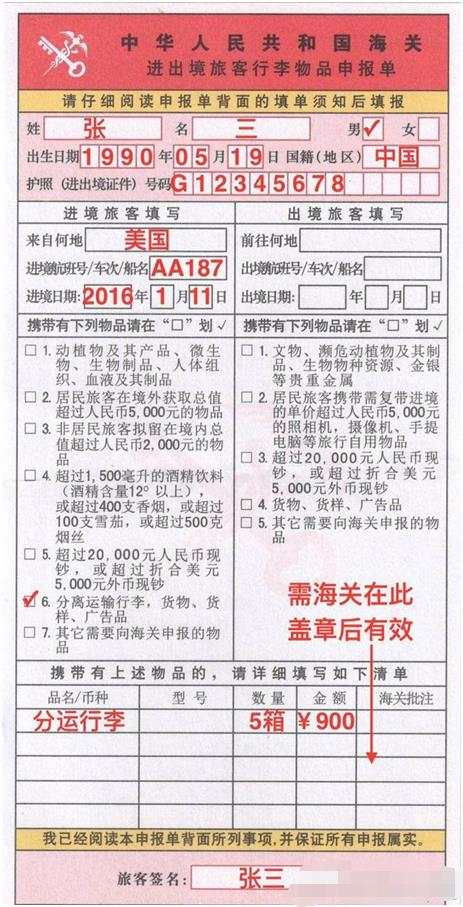 中华人民共和国海关
进出境旅客行李物品申报单
请仔细阅读申报单背面的填单须知后填报
姓 张 名 三 男 ✓ 女
出生日期 1990 年 05 月 19 日 国籍(地区) 中国
护照(进出境证件)号码 G12345678
进境旅客填写
来自何地 美国
进境航班号/车次/船名 AA187
进境日期: 2016 年 1 月 11 日
携带有下列物品请在“□”划✓
□ 1. 动植物及其产品、微生
物、生物制品、人体组
织、血液及其制品
□ 2. 居民旅客在境外获取总值
超过人民币5,000元的物品
□ 3. 非居民旅客拟留在境内总
值超过人民币2,000元的物品
□ 4. 超过1,500毫升的酒精饮料
(酒精含量12°以上),
或超过400支香烟,或超过
100支雪茄,或超过500克
烟丝
□ 5. 超过20,000元人民币现
钞,或超过折合美元
5,000元外币现钞
☑ 6. 分离运输行李,货物、货
样、广告品
□ 7. 其它需要向海关申报的物
品
出境旅客填写
前往何地
出境航班号/车次/船名
出境日期: 年 月 日
携带有下列物品请在“□”划✓
□ 1. 文物、濒危动植物及其制
品、生物物种资源、金银
等贵重金属
□ 2. 居民旅客携带需复带进境
的单价超过人民币5,000元
的照相机,摄像机、手提
电脑等旅行自用物品
□ 3. 超过20,000元人民币现
钞,或超过折合美元
5,000元外币现钞
□ 4. 货物、货样、广告品
□ 5. 其它需要向海关申报的物
品
需海关在此
盖章后有效
携带有上述物品的,请详细填写如下清单
品名/币种 型号 数量 金额 海关批注
分运行李 5箱 ¥900
我已经阅读本申报单背面所列事项,并保证所有申报属实。
旅客签名: 张三